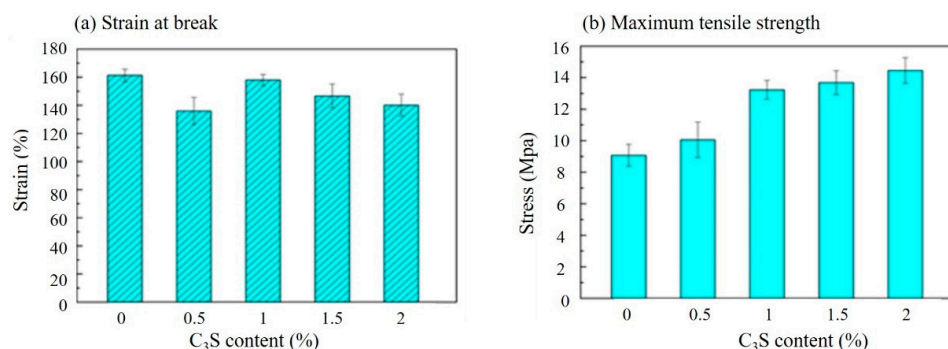 (a) Strain at break
180
160
140
120
100
80
60
40
20
0
Strain (%)
0 0.5 1 1.5 2
C₃S content (%)
(b) Maximum tensile strength
16
14
12
10
8
6
4
2
0
Stress (Mpa)
0 0.5 1 1.5 2
C₃S content (%)